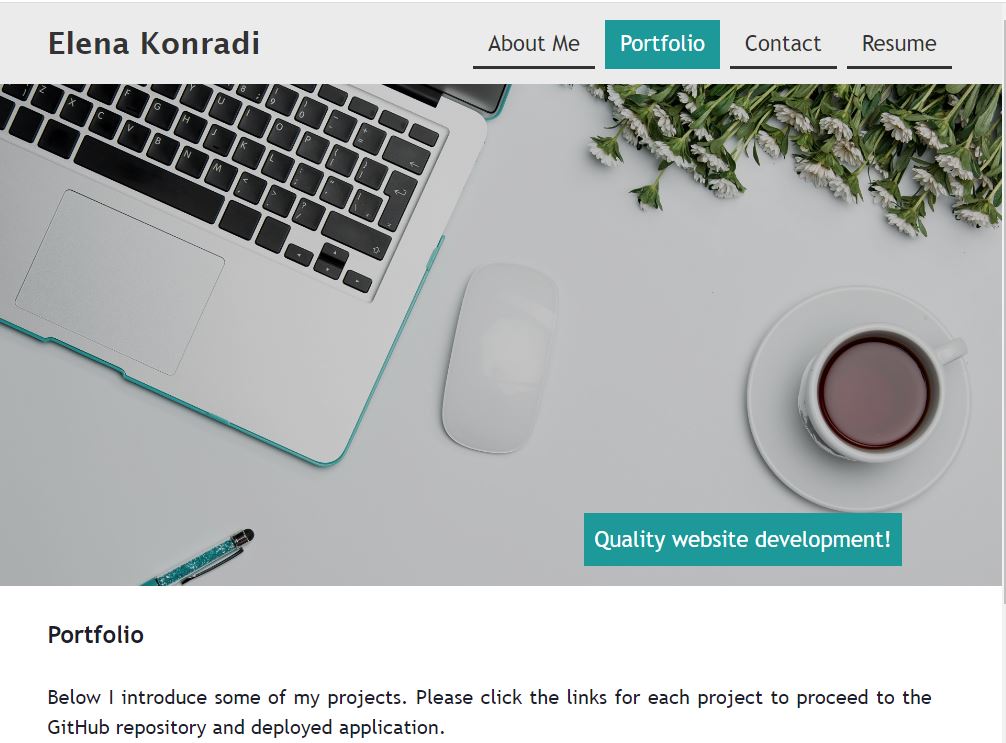 Elena Konradi
About Me Portfolio Contact Resume
Quality website development!
Portfolio
Below I introduce some of my projects. Please click the links for each project to proceed to the
GitHub repository and deployed application.